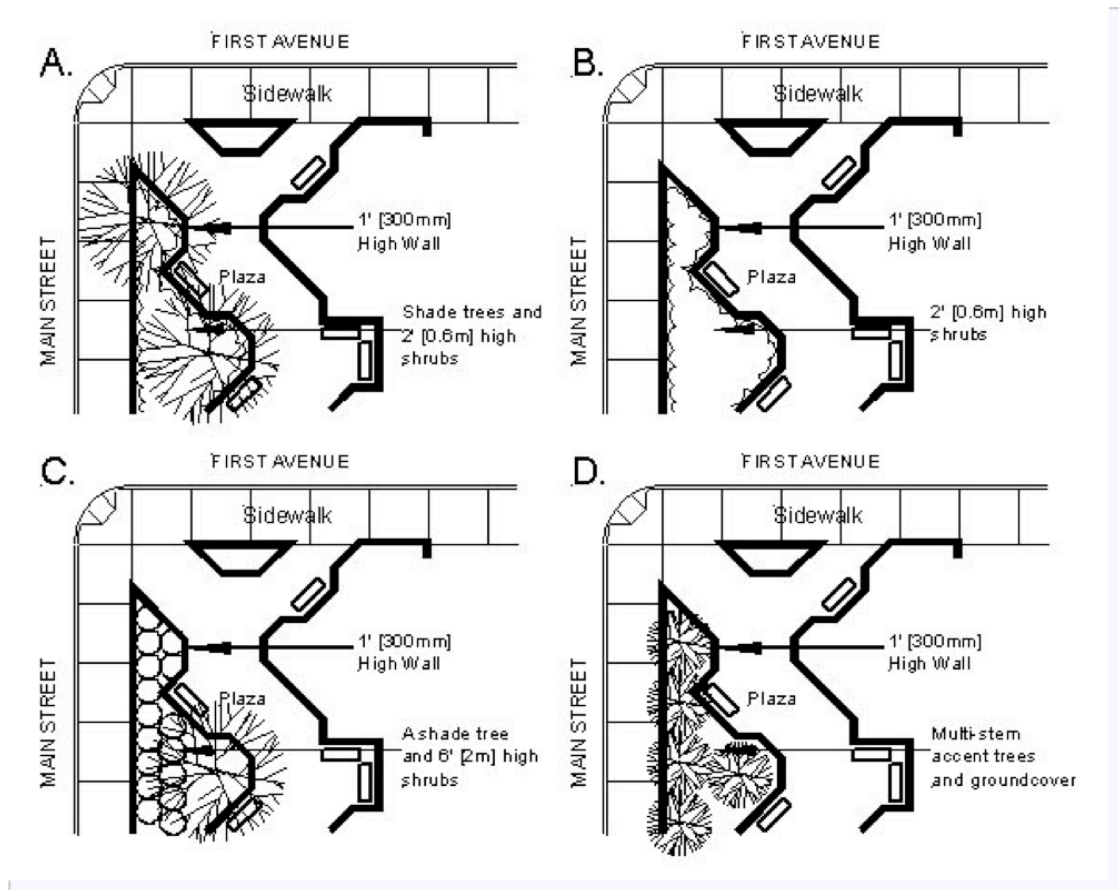 A.
FIRST AVENUE
Sidewalk
MAIN STREET
1' [300mm]
High Wall
Plaza
Shade trees and
2' [0.6m] high
shrubs
B.
FIRST AVENUE
Sidewalk
MAIN STREET
1' [300mm]
High Wall
Plaza
2' [0.6m] high
shrubs
C.
FIRST AVENUE
Sidewalk
MAIN STREET
1' [300mm]
High Wall
Plaza
A shade tree
and 6' [2m] high
shrubs
D.
FIRST AVENUE
Sidewalk
MAIN STREET
1' [300mm]
High Wall
Plaza
Multi-stem
accent trees
and groundcover